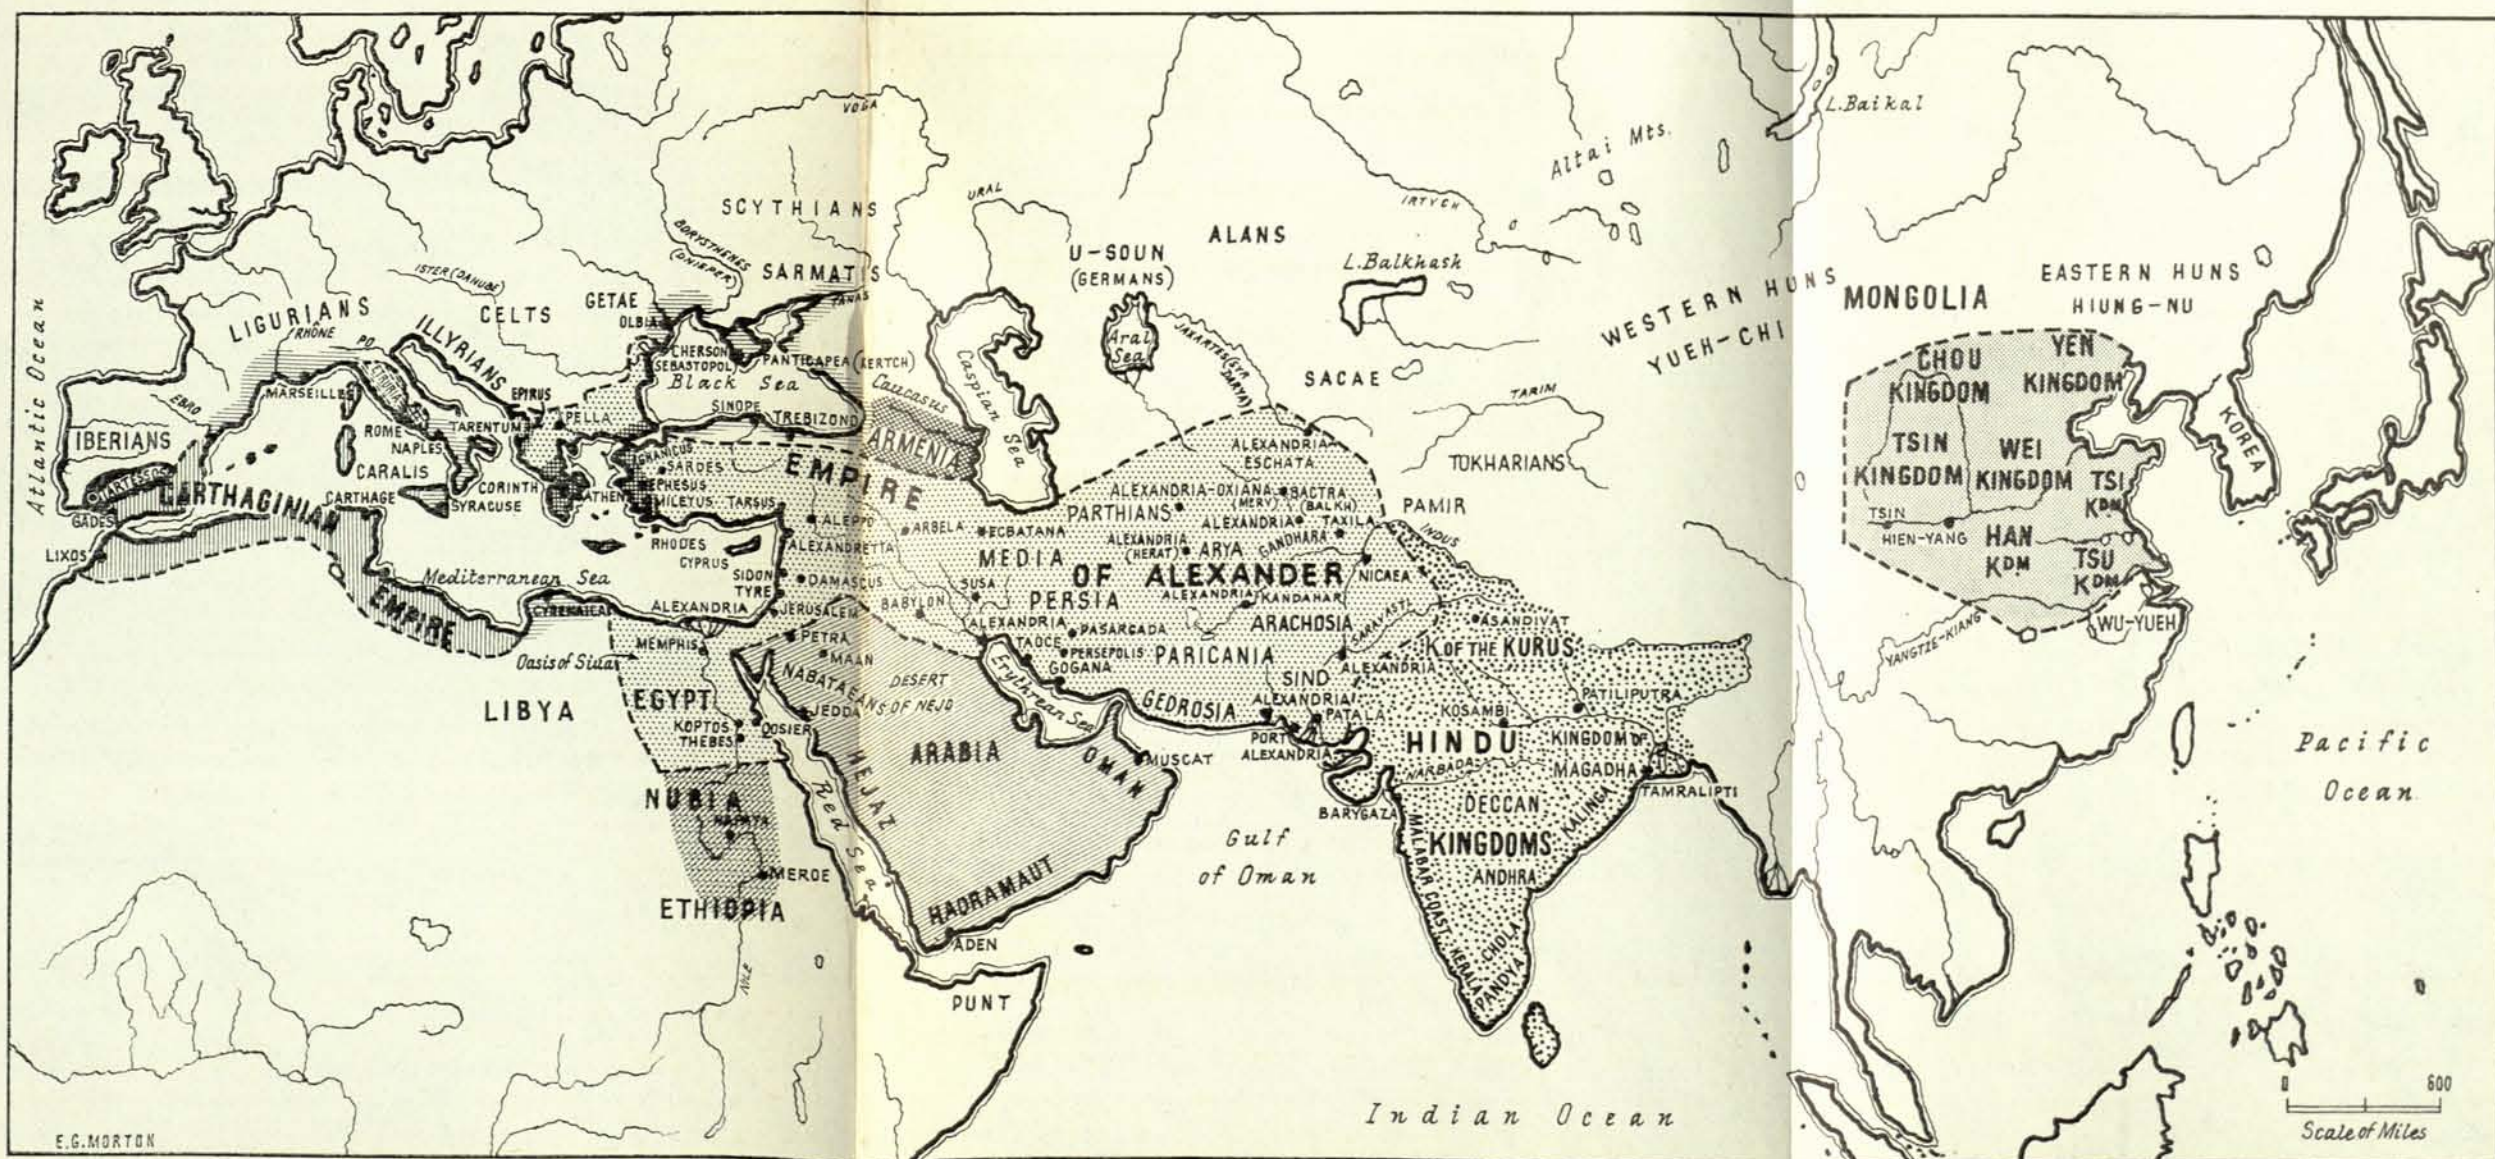 Atlantic Ocean
VOGA
SCYTHIANS
BORYSTHENES
(DNIEPER)
SARMATIS
TANAIS
URAL
ALANS
IRTYCH
Altai Mts.
L.Baikal
U-SOUN
(GERMANS)
L.Balkhash
WESTERN HUNS
YUEH-CHI
MONGOLIA
EASTERN HUNS
HIUNG-NU
ISTER (DANUBE)
CELTS
GETAE
OLBIA
LIGURIANS
RHÔNE
PO
ILLYRIANS
ETRURIA
EPIRUS
MARSEILLES
EBRO
IBERIANS
TARTESSOS
GADES
LIXOS
CARTHAGINIAN
EMPIRE
ROME
NAPLES
TARENTUM
CARALIS
CARTHAGE
SYRACUSE
CORINTH
ATHENS
PELLA
CHERSON
(SEBASTOPOL)
PANTICAPEA (KERTCH)
Black Sea
SINOPE
TREBIZOND
Caucasus
ARMENIA
Caspian Sea
Aral
Sea
JAXARTES (SYR
DARYA)
SACAE
TARIM
TOKHARIANS
PAMIR
INDUS
GRANICUS
SARDES
EPHESUS
MILETUS
TARSUS
RHODES
CYPRUS
ALEPPO
ALEXANDRETTA
SIDON
TYRE
DAMASCUS
JERUSALEM
ALEXANDRIA
Mediterranean Sea
CYRENAICA
EMPIRE
OF ALEXANDER
ARBELA
ECBATANA
MEDIA
SUSA
BABYLON
PERSIA
ALEXANDRIA
TAOCE
PASARGADA
PERSEPOLIS
GOGANA
PARTHIANS
ALEXANDRIA-OXIANA
(MERV)
BACTRA
(BALKH)
ALEXANDRIA
ESCHATA
ALEXANDRIA
TAXILA
ALEXANDRIA
(HERAT)
ARYA
GANDHARA
NICAEA
ALEXANDRIA
KANDAHAR
ARACHOSIA
SARAVASTI
PARICANIA
SIND
ALEXANDRIA
ALEXANDRIA
GEDROSIA
PATALA
PORT
ALEXANDRIA
Oasis of Siua
MEMPHIS
PETRA
MAAN
LIBYA
EGYPT
KOPTOS
THEBES
QOSIER
NABATAEANS OF NEJD
DESERT
JEDDA
HEJAZ
ARABIA
Erythrean Sea
OMAN
MUSCAT
HADRAMAUT
ADEN
Red Sea
NUBIA
NAPATA
MEROE
ETHIOPIA
NILE
PUNT
Gulf
of Oman
K. OF THE KURUS
ASANDIVAT
PATILIPUTRA
KOSAMBI
HINDU
KINGDOMS
KINGDOM OF
MAGADHA
NARBADA
TAMRALIPTI
BARYGAZA
DECCAN
KALINGA
ANDHRA
MALABAR COAST.
KERALA
CHOLA
PANDYA
CHOU
KINGDOM
YEN
KINGDOM
TSIN
KINGDOM
WEI
KINGDOM
TSI
KDM
TSIN
HIEN-YANG
HAN
KDM
TSU
KDM
WU-YUEH
YANGTZE-KIANG
KOREA
Pacific
Ocean
Indian Ocean
0 600
Scale of Miles
E.G.MORTON